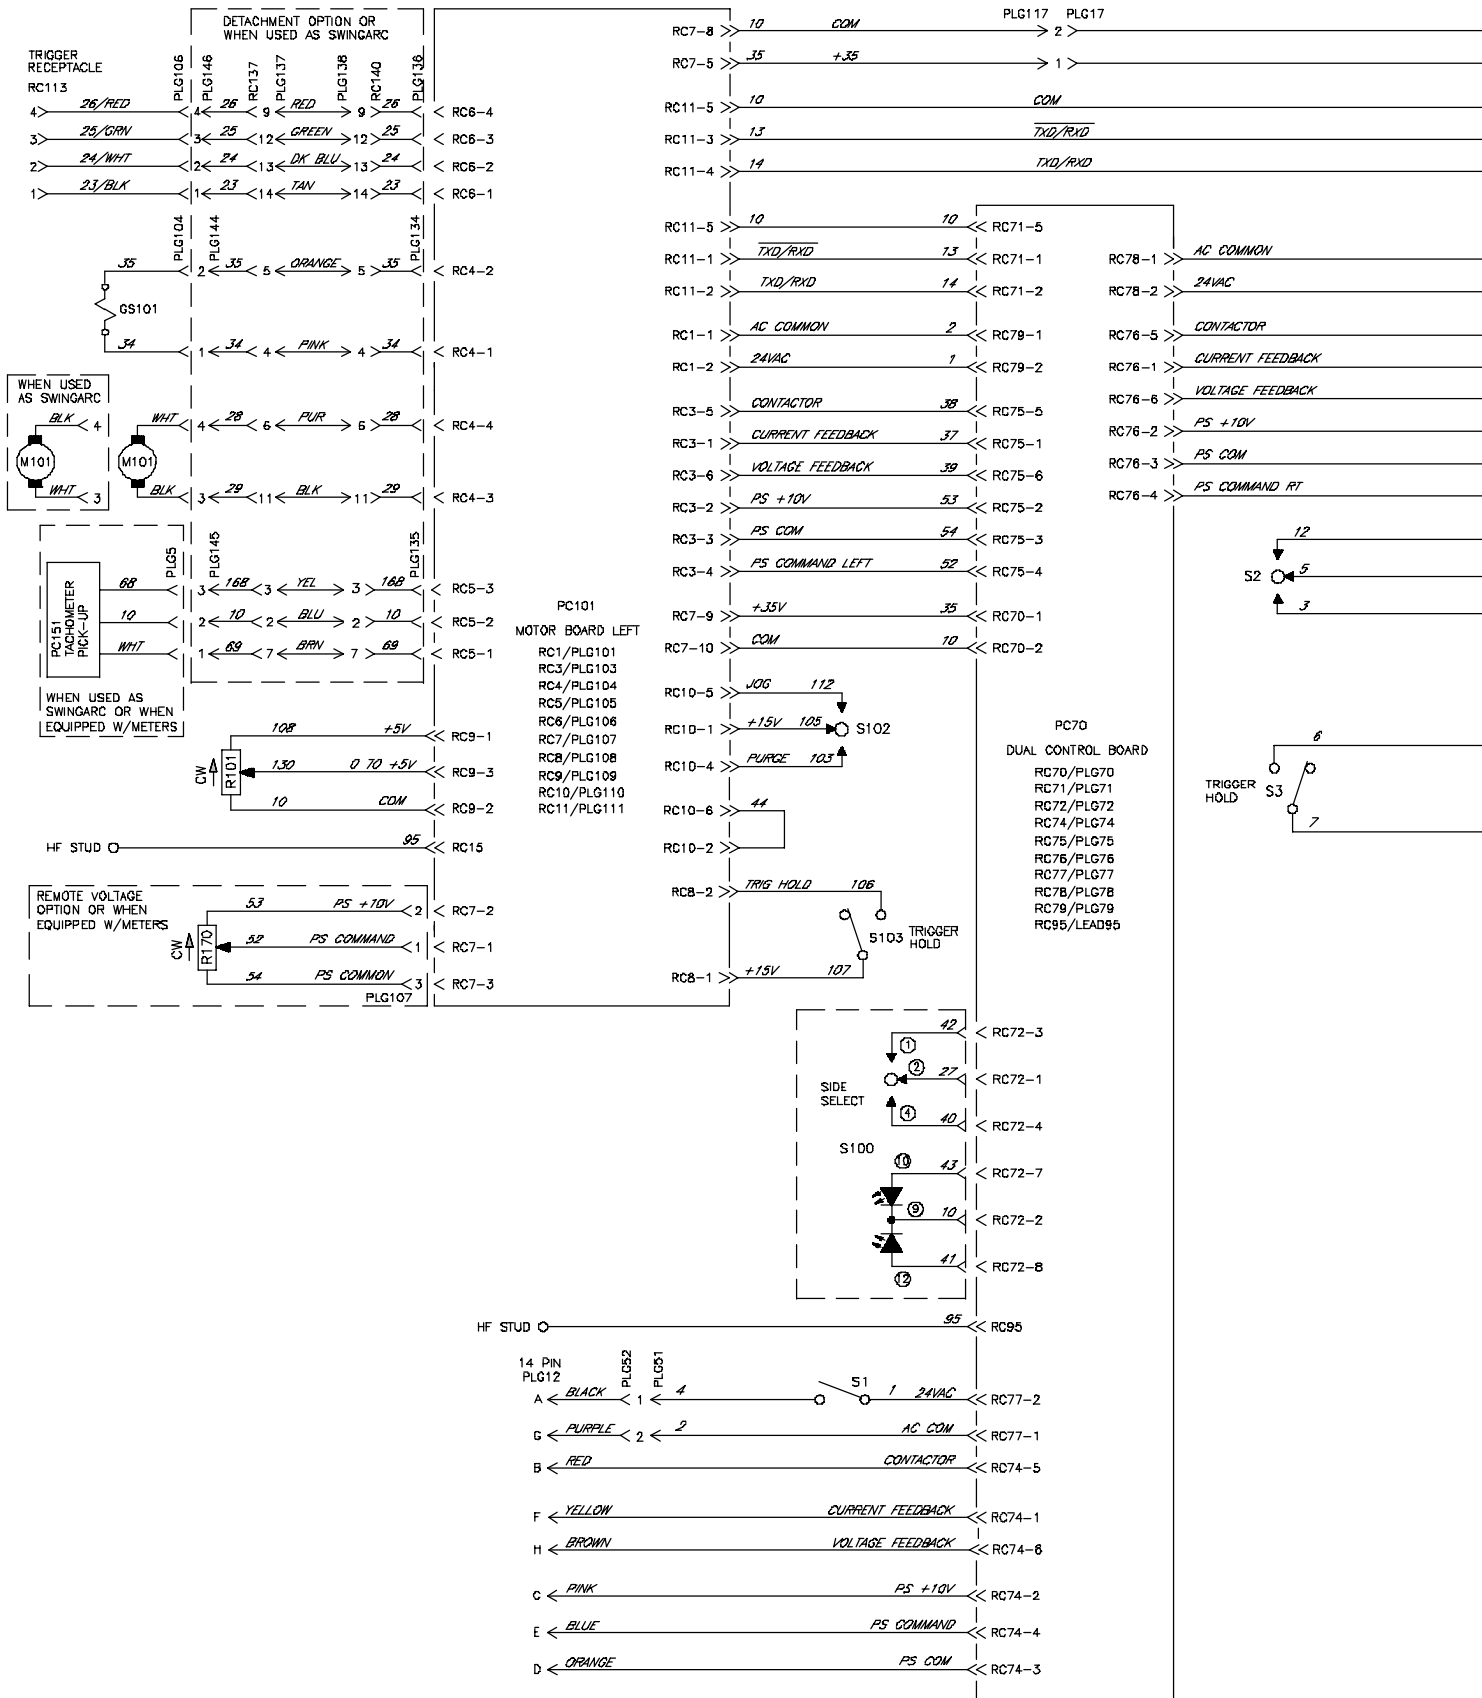 DETACHMENT OPTION OR
WHEN USED AS SWINGARC
TRIGGER
RECEPTACLE
RC113
PLG106
PLG146
RC137
PLG137
PLG138
RC140
PLG136
4 26/RED 4 26 9 RED 9 26 RC6-4
3 25/GRN 3 25 12 GREEN 12 25 RC6-3
2 24/WHT 2 24 13 DK BLU 13 24 RC6-2
1 23/BLK 1 23 14 TAN 14 23 RC6-1
PLG104
PLG144
PLG134
35 2 35 5 ORANGE 5 35 RC4-2
GS101
34 1 34 4 PINK 4 34 RC4-1
WHEN USED
AS SWINGARC
BLK 4
M101
WHT 3
WHT 4 28 6 PUR 6 28 RC4-4
M101
BLK 3 29 11 BLK 11 29 RC4-3
PLG5
PLG145
PLG135
PC151
TACHOMETER
PICK-UP
68 3 168 3 YEL 3 168 RC5-3
10 2 10 2 BLU 2 10 RC5-2
WHT 1 69 7 BRN 7 69 RC5-1
WHEN USED AS
SWINGARC OR WHEN
EQUIPPED W/METERS
108 +5V RC9-1
CW R101 130 0 TO +5V RC9-3
10 COM RC9-2
HF STUD 95 RC15
REMOTE VOLTAGE
OPTION OR WHEN
EQUIPPED W/METERS
53 PS +10V 2 RC7-2
CW R170 52 PS COMMAND 1 RC7-1
54 PS COMMON 3 RC7-3
PLG107
PC101
MOTOR BOARD LEFT
RC1/PLG101
RC3/PLG103
RC4/PLG104
RC5/PLG105
RC6/PLG106
RC7/PLG107
RC8/PLG108
RC9/PLG109
RC10/PLG110
RC11/PLG111
PLG117 PLG17
RC7-8 10 COM 2
RC7-5 35 +35 1
RC11-5 10 COM
RC11-3 13 TXD/RXD
RC11-4 14 TXD/RXD
RC11-5 10 10 RC71-5
RC11-1 TXD/RXD 13 RC71-1
RC11-2 TXD/RXD 14 RC71-2
RC1-1 AC COMMON 2 RC79-1
RC1-2 24VAC 1 RC79-2
RC3-5 CONTACTOR 38 RC75-5
RC3-1 CURRENT FEEDBACK 37 RC75-1
RC3-6 VOLTAGE FEEDBACK 39 RC75-6
RC3-2 PS +10V 53 RC75-2
RC3-3 PS COM 54 RC75-3
RC3-4 PS COMMAND LEFT 52 RC75-4
RC7-9 +35V 35 RC70-1
RC7-10 COM 10 RC70-2
RC10-5 JOG 112
RC10-1 +15V 105 S102
RC10-4 PURGE 103
RC10-6 44
RC10-2
RC8-2 TRIG HOLD 106
S103 TRIGGER
HOLD
RC8-1 +15V 107
RC78-1 AC COMMON
RC78-2 24VAC
RC76-5 CONTACTOR
RC76-1 CURRENT FEEDBACK
RC76-6 VOLTAGE FEEDBACK
RC76-2 PS +10V
RC76-3 PS COM
RC76-4 PS COMMAND RT
12
S2 5
3
PC70
DUAL CONTROL BOARD
RC70/PLG70
RC71/PLG71
RC72/PLG72
RC74/PLG74
RC75/PLG75
RC76/PLG76
RC77/PLG77
RC78/PLG78
RC79/PLG79
RC95/LEAD95
6
TRIGGER
HOLD
S3
7
42 RC72-3
1
2 27 RC72-1
SIDE
SELECT
4 40 RC72-4
S100
10 43 RC72-7
9 10 RC72-2
41 RC72-8
12
HF STUD 95 RC95
14 PIN
PLG12
PLG52
PLG51
A BLACK 1 4 S1 1 24VAC RC77-2
G PURPLE 2 2 AC COM RC77-1
B RED CONTACTOR RC74-5
F YELLOW CURRENT FEEDBACK RC74-1
H BROWN VOLTAGE FEEDBACK RC74-6
C PINK PS +10V RC74-2
E BLUE PS COMMAND RC74-4
D ORANGE PS COM RC74-3